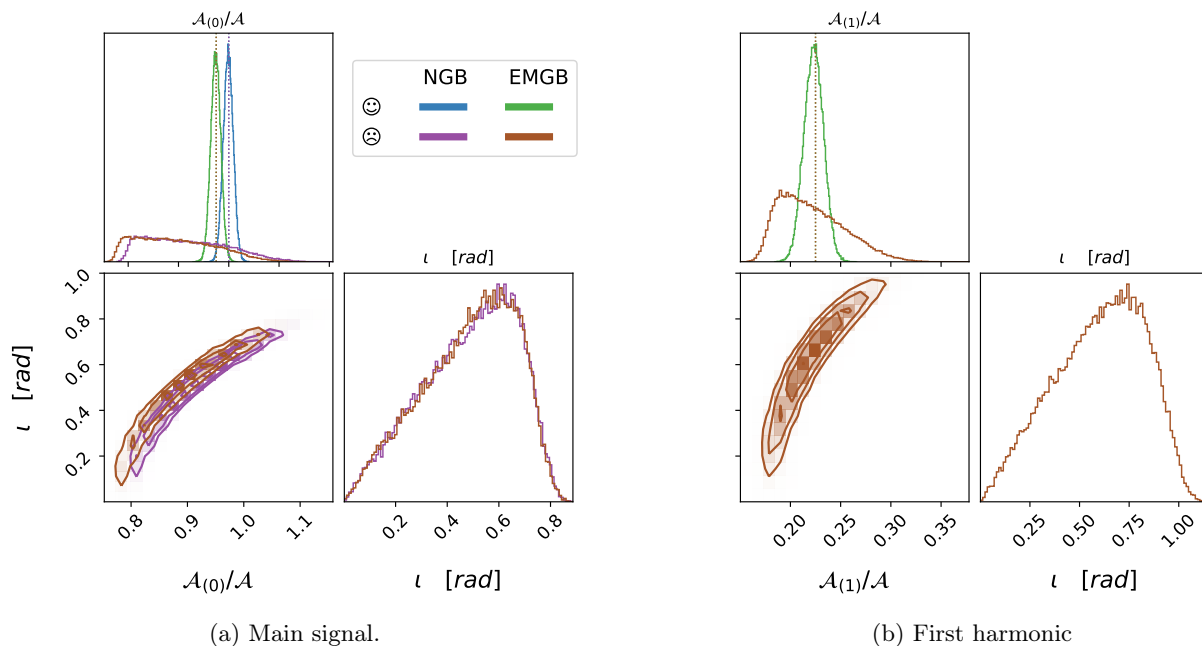 𝒜(0)/𝒜
NGB EMGB
☺
☹
ι [rad]
1.0
0.8
0.6
0.4
0.2
ι [rad]
0.8 0.9 1.0 1.1
0.2 0.4 0.6 0.8
𝒜(0)/𝒜
ι [rad]
(a) Main signal.
𝒜(1)/𝒜
ι [rad]
0.20 0.25 0.30 0.35
0.25 0.50 0.75 1.00
𝒜(1)/𝒜
ι [rad]
(b) First harmonic